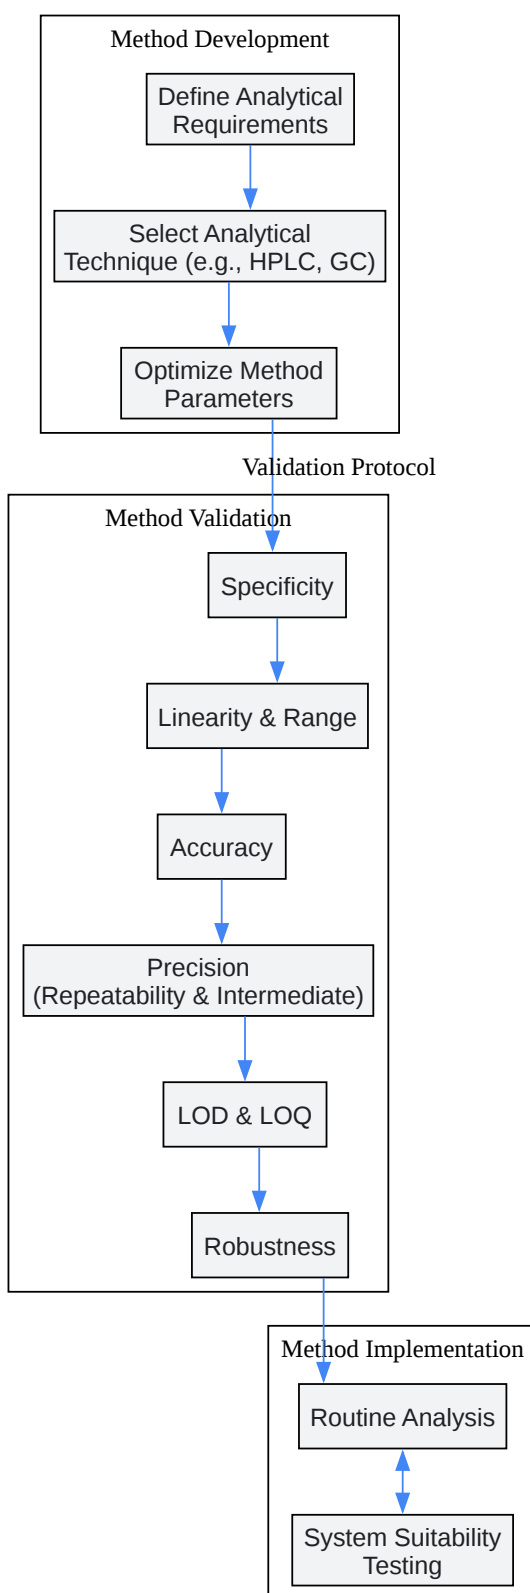 Method Development
Define Analytical
Requirements
Select Analytical
Technique (e.g., HPLC, GC)
Optimize Method
Parameters
Validation Protocol
Method Validation
Specificity
Linearity & Range
Accuracy
Precision
(Repeatability & Intermediate)
LOD & LOQ
Robustness
Method Implementation
Routine Analysis
System Suitability
Testing